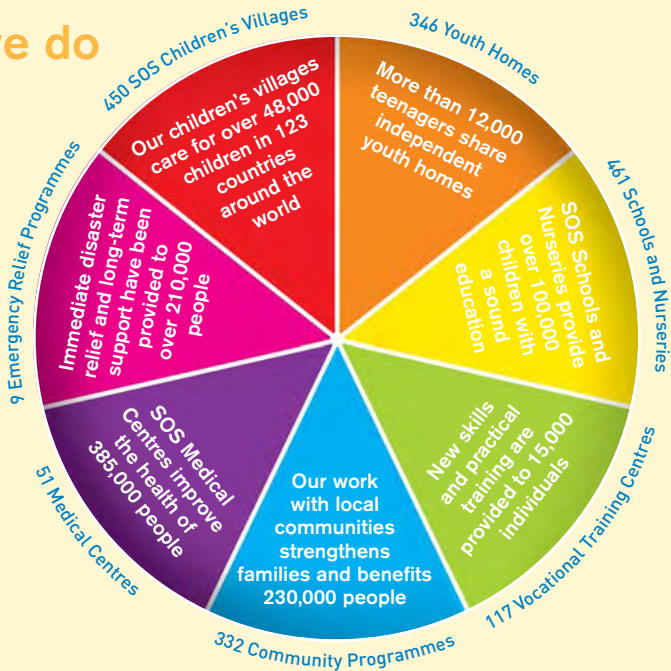 ve do
450 SOS Children's Villages
Our children's villages
care for over 48,000
children in 123
countries
around the
world
346 Youth Homes
More than 12,000
teenagers share
independent
youth homes
461 Schools and Nurseries
SOS Schools and
Nurseries provide
over 100,000
children with
a sound
education
117 Vocational Training Centres
New skills
and practical
training are
provided to 15,000
individuals
332 Community Programmes
Our work
with local
communities
strengthens
families and benefits
230,000 people
51 Medical Centres
SOS Medical
Centres improve
the health of
385,000 people
9 Emergency Relief Programmes
Immediate disaster
relief and long-term
support have been
provided to
over 210,000
people